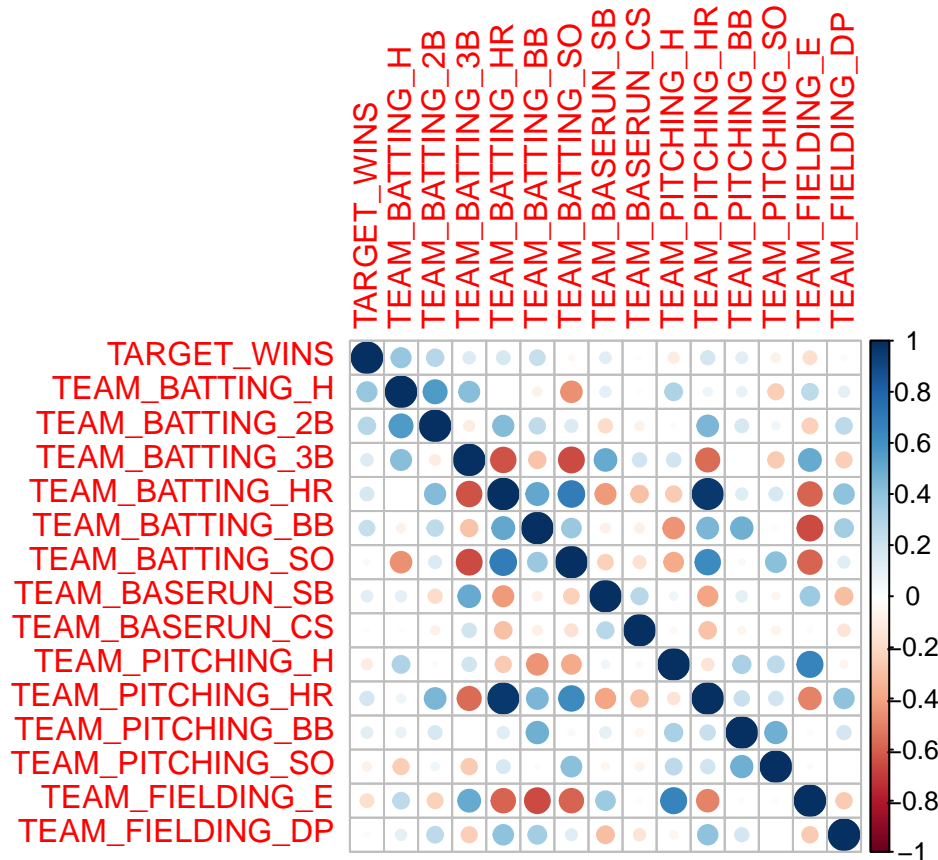 TARGET_WINS
TEAM_BATTING_H
TEAM_BATTING_2B
TEAM_BATTING_3B
TEAM_BATTING_HR
TEAM_BATTING_BB
TEAM_BATTING_SO
TEAM_BASERUN_SB
TEAM_BASERUN_CS
TEAM_PITCHING_H
TEAM_PITCHING_HR
TEAM_PITCHING_BB
TEAM_PITCHING_SO
TEAM_FIELDING_E
TEAM_FIELDING_DP
TARGET_WINS
TEAM_BATTING_H
TEAM_BATTING_2B
TEAM_BATTING_3B
TEAM_BATTING_HR
TEAM_BATTING_BB
TEAM_BATTING_SO
TEAM_BASERUN_SB
TEAM_BASERUN_CS
TEAM_PITCHING_H
TEAM_PITCHING_HR
TEAM_PITCHING_BB
TEAM_PITCHING_SO
TEAM_FIELDING_E
TEAM_FIELDING_DP
1
0.8
0.6
0.4
0.2
0
−0.2
−0.4
−0.6
−0.8
−1